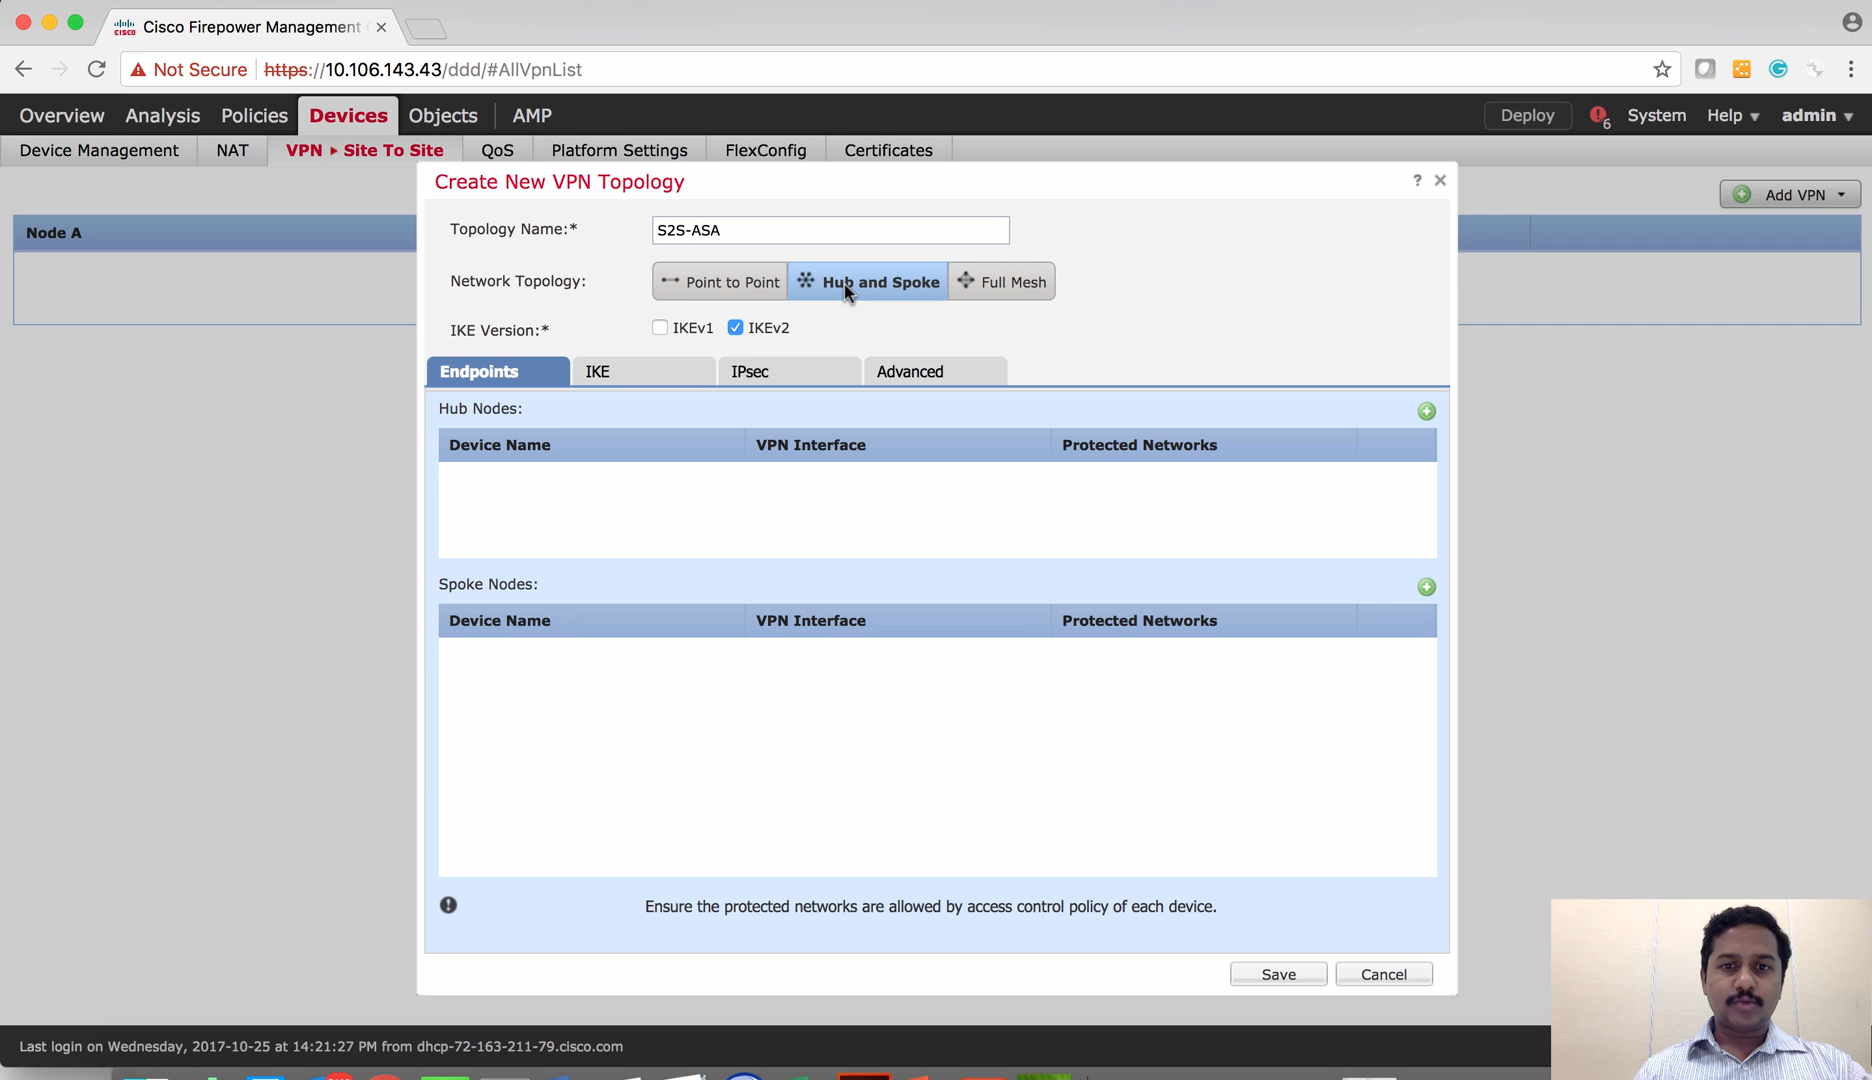 Cisco Firepower Management
Not Secure https://10.106.143.43/ddd/#AllVpnList
Overview Analysis Policies Devices Objects AMP Deploy 6 System Help admin
Device Management NAT VPN ▸ Site To Site QoS Platform Settings FlexConfig Certificates
Create New VPN Topology ? ×
Add VPN
Node A
Topology Name:* S2S-ASA
Network Topology: Point to Point Hub and Spoke Full Mesh
IKE Version:* IKEv1 IKEv2
Endpoints IKE IPsec Advanced
Hub Nodes:
Device Name VPN Interface Protected Networks
Spoke Nodes:
Device Name VPN Interface Protected Networks
Ensure the protected networks are allowed by access control policy of each device.
Save Cancel
Last login on Wednesday, 2017-10-25 at 14:21:27 PM from dhcp-72-163-211-79.cisco.com